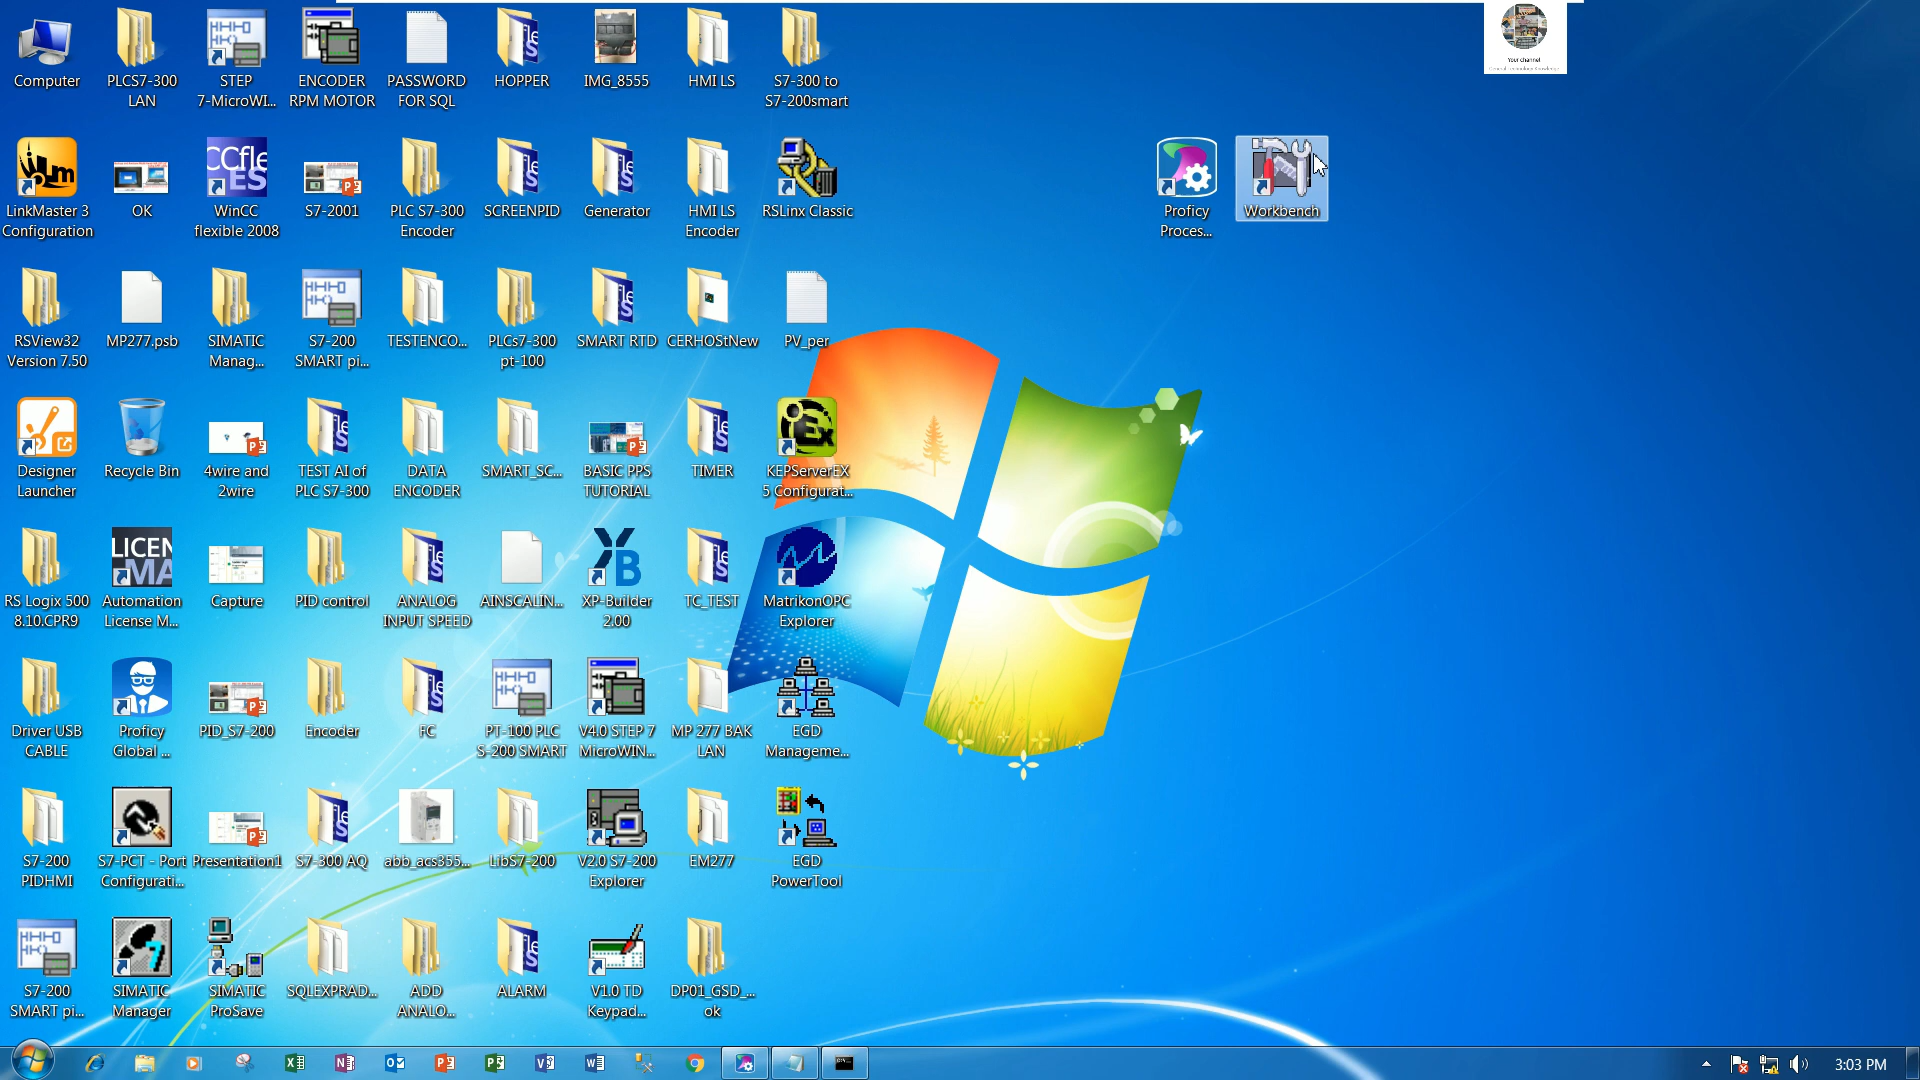 Computer
PLCS7-300
LAN
STEP
7-MicroWI...
ENCODER
RPM MOTOR
PASSWORD
FOR SQL
HOPPER
IMG_8555
HMI LS
S7-300 to
S7-200smart
Your channel
LinkMaster 3
Configuration
OK
WinCC
flexible 2008
S7-2001
PLC S7-300
Encoder
SCREENPID
Generator
HMI LS
Encoder
RSLinx Classic
Proficy
Proces...
Workbench
RSView32
Version 7.50
MP277.psb
SIMATIC
Manag...
S7-200
SMART pi...
TESTENCO...
PLCs7-300
pt-100
SMART RTD
CERHOStNew
PV_per
Designer
Launcher
Recycle Bin
4wire and
2wire
TEST AI of
PLC S7-300
DATA
ENCODER
SMART_SC...
BASIC PPS
TUTORIAL
TIMER
KEPServerEX
5 Configurat...
RS Logix 500
8.10.CPR9
Automation
License M...
Capture
PID control
ANALOG
INPUT SPEED
AINSCALIN...
XP-Builder
2.00
TC_TEST
MatrikonOPC
Explorer
Driver USB
CABLE
Proficy
Global ...
PID_S7-200
Encoder
FC
PT-100 PLC
S-200 SMART
V4.0 STEP 7
MicroWIN...
MP 277 BAK
LAN
EGD
Manageme...
S7-200
PIDHMI
S7-PCT - Port
Configurati...
Presentation1
S7-300 AQ
abb_acs355...
LibS7-200
V2.0 S7-200
Explorer
EM277
EGD
PowerTool
S7-200
SMART pi...
SIMATIC
Manager
SIMATIC
ProSave
SQLEXPRAD...
ADD
ANALO...
ALARM
V1.0 TD
Keypad...
DP01_GSD_...
ok
3:03 PM